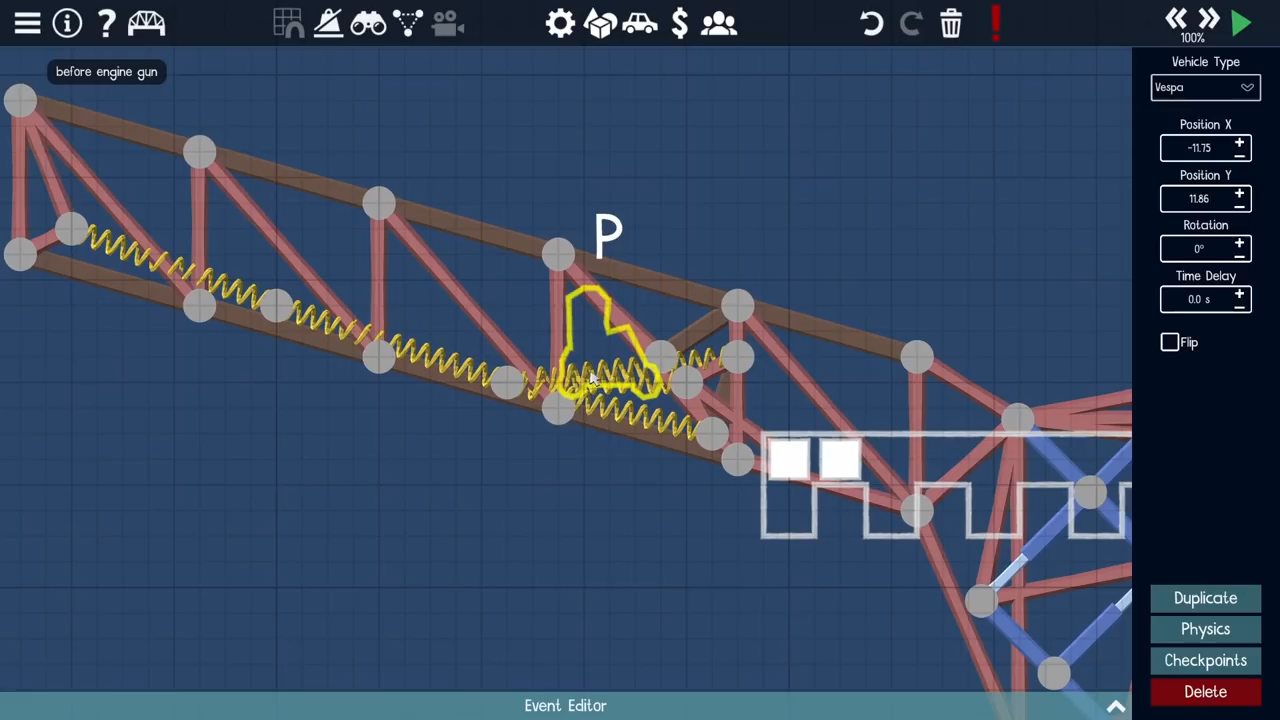 100%
before engine gun
P
Vehicle Type
Vespa
Position X
-11.75
Position Y
11.86
Rotation
0°
Time Delay
0.0 s
Flip
Duplicate
Physics
Checkpoints
Delete
Event Editor